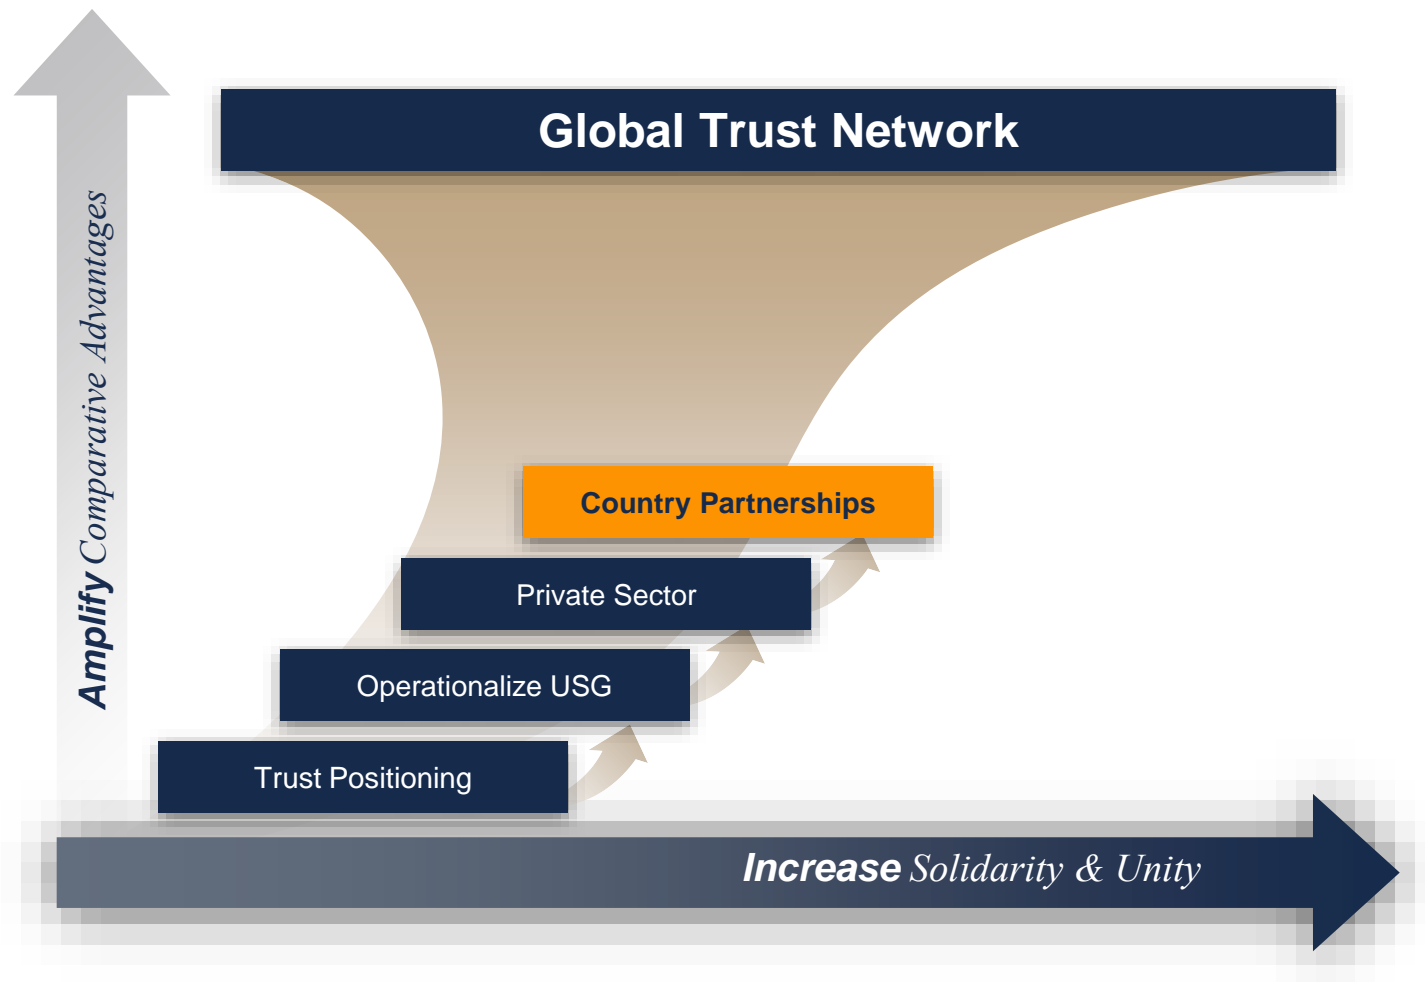 Global Trust Network
Amplify Comparative Advantages
Country Partnerships
Private Sector
Operationalize USG
Trust Positioning
Increase Solidarity & Unity